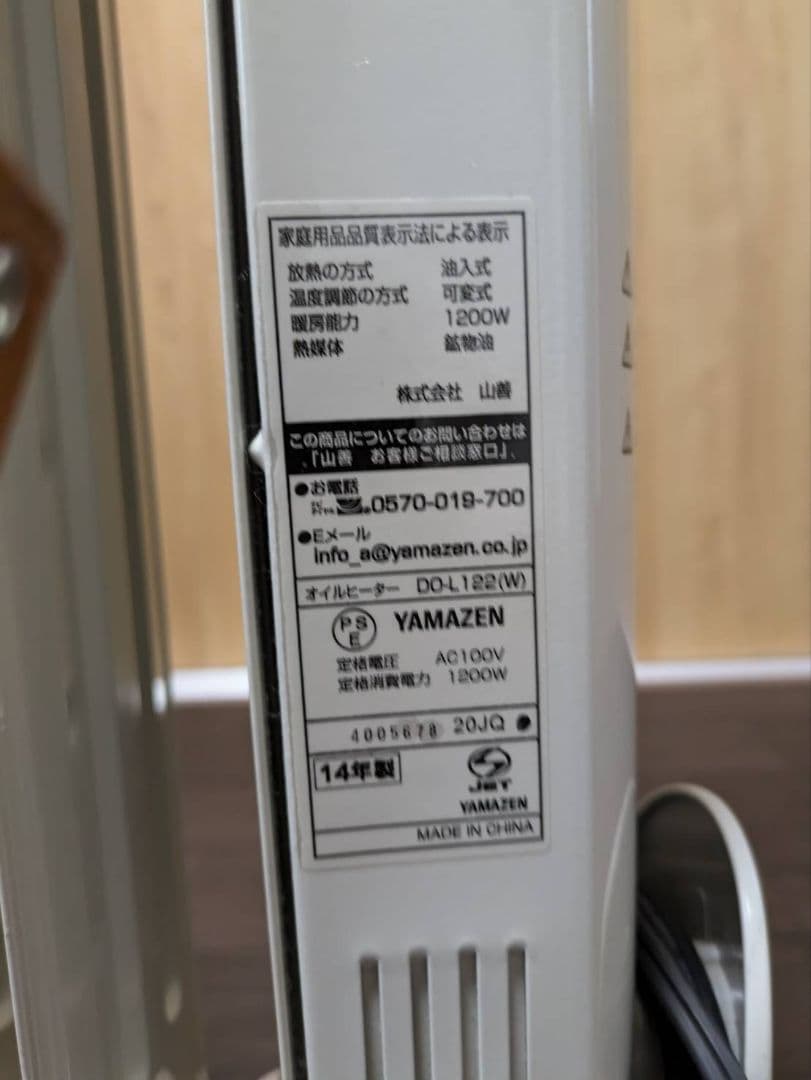 家庭用品品質表示法による表示
放熱の方式 油入式
温度調節の方式 可変式
暖房能力 1200W
熱媒体 鉱物油
株式会社 山善
この商品についてのお問い合わせは
「山善 お客様ご相談窓口」
●お電話
0570-019-700
●Eメール
info_a@yamazen.co.jp
オイルヒーター DO-L122(W)
PSE YAMAZEN
定格電圧 AC100V
定格消費電力 1200W
4005678 20JQ ●
14年製
JET
YAMAZEN
MADE IN CHINA